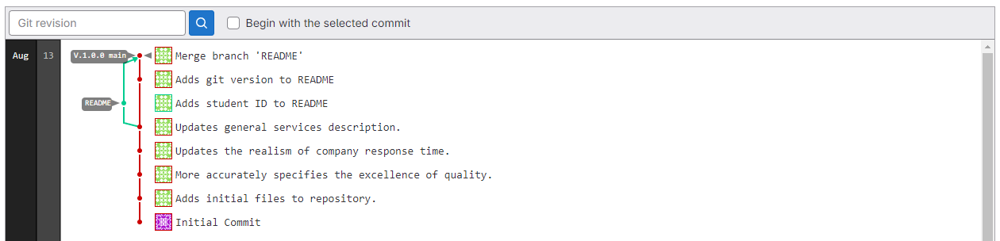 Git revision
Begin with the selected commit
Aug 13 V.1.0.0 main Merge branch 'README'
Adds git version to README
README Adds student ID to README
Updates general services description.
Updates the realism of company response time.
More accurately specifies the excellence of quality.
Adds initial files to repository.
Initial Commit